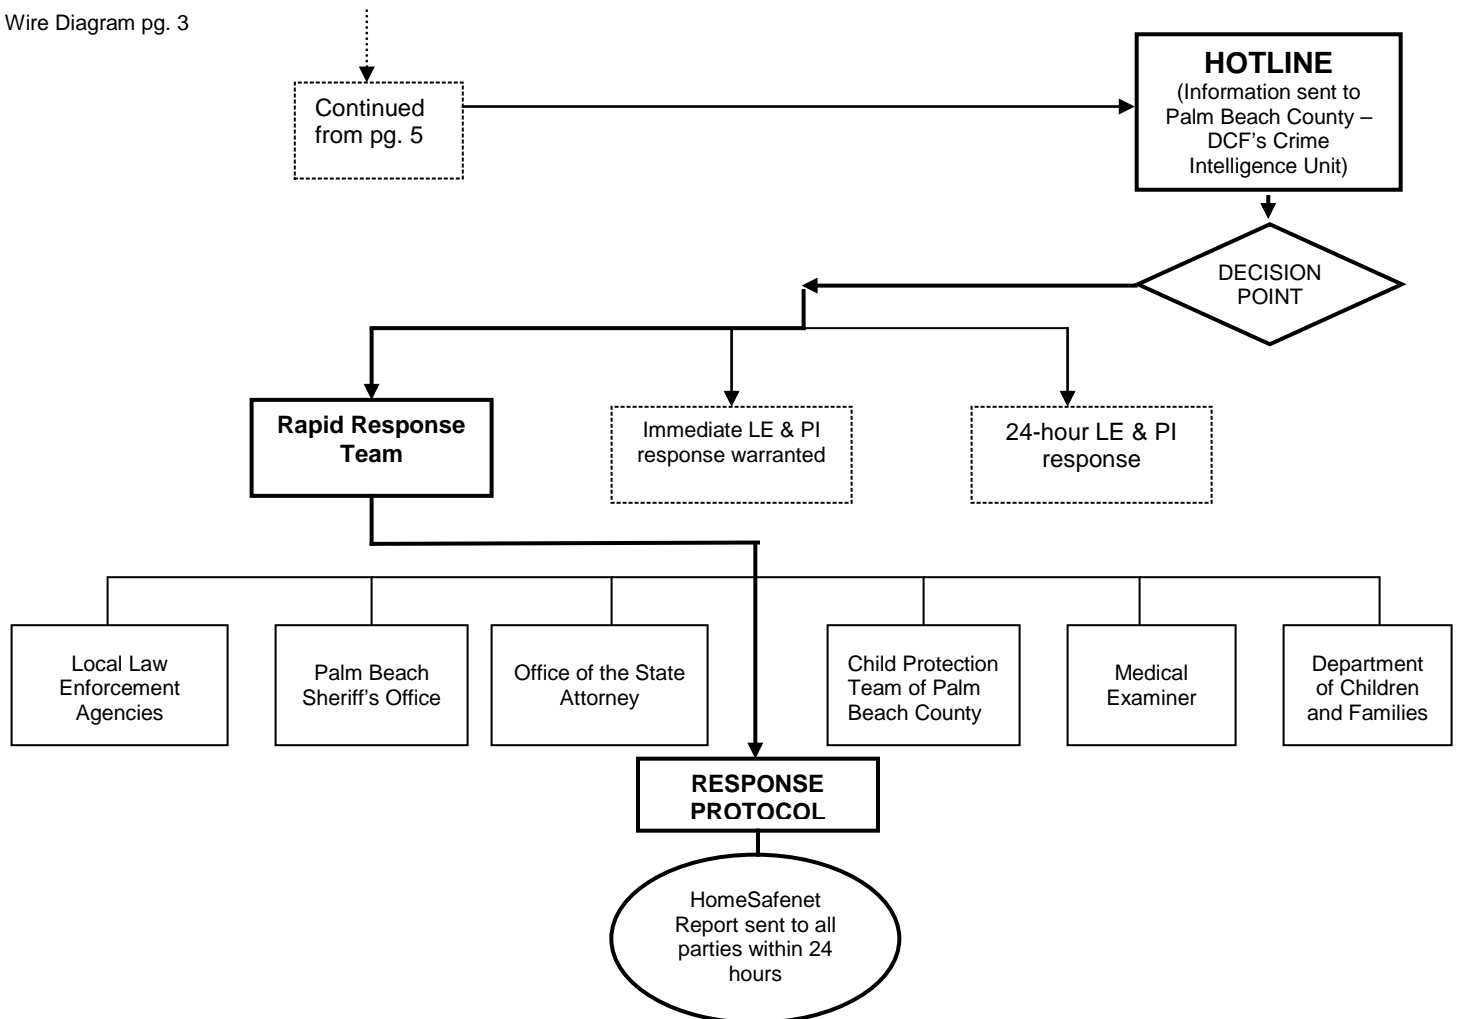 Wire Diagram pg. 3
Continued
from pg. 5
HOTLINE
(Information sent to
Palm Beach County –
DCF's Crime
Intelligence Unit)
DECISION
POINT
Rapid Response
Team
Immediate LE & PI
response warranted
24-hour LE & PI
response
Local Law
Enforcement
Agencies
Palm Beach
Sheriff's Office
Office of the State
Attorney
Child Protection
Team of Palm
Beach County
Medical
Examiner
Department
of Children
and Families
RESPONSE
PROTOCOL
HomeSafenet
Report sent to all
parties within 24
hours